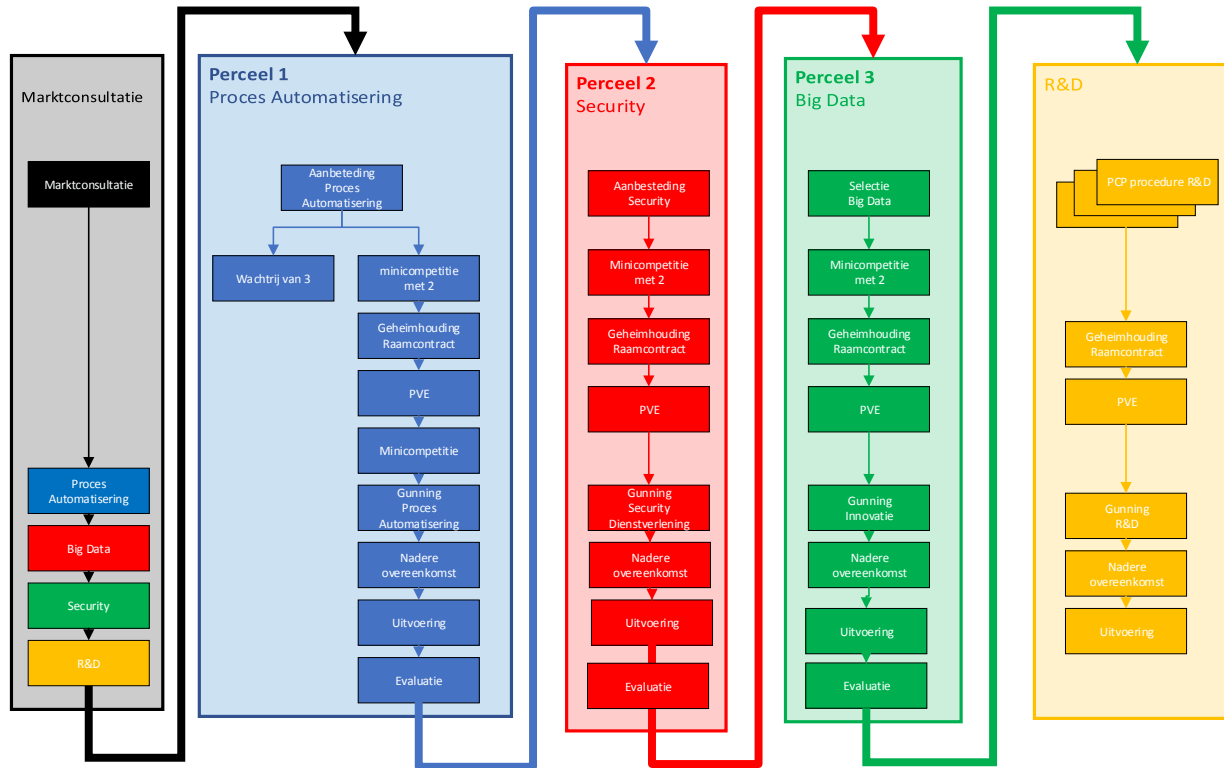 Marktconsultatie
Marktconsultatie
Proces
Automatisering
Big Data
Security
R&D
Perceel 1
Proces Automatisering
Aanbeteding
Proces
Automatisering
Wachtrij van 3
minicompetitie
met 2
Geheimhouding
Raamcontract
PVE
Minicompetitie
Gunning
Proces
Automatisering
Nadere
overeenkomst
Uitvoering
Evaluatie
Perceel 2
Security
Aanbesteding
Security
Minicompetitie
met 2
Geheimhouding
Raamcontract
PVE
Gunning
Security
Dienstverlening
Nadere
overeenkomst
Uitvoering
Evaluatie
Perceel 3
Big Data
Selectie
Big Data
Minicompetitie
met 2
Geheimhouding
Raamcontract
PVE
Gunning
Innovatie
Nadere
overeenkomst
Uitvoering
Evaluatie
R&D
PCP procedure R&D
Geheimhouding
Raamcontract
PVE
Gunning
R&D
Nadere
overeenkomst
Uitvoering